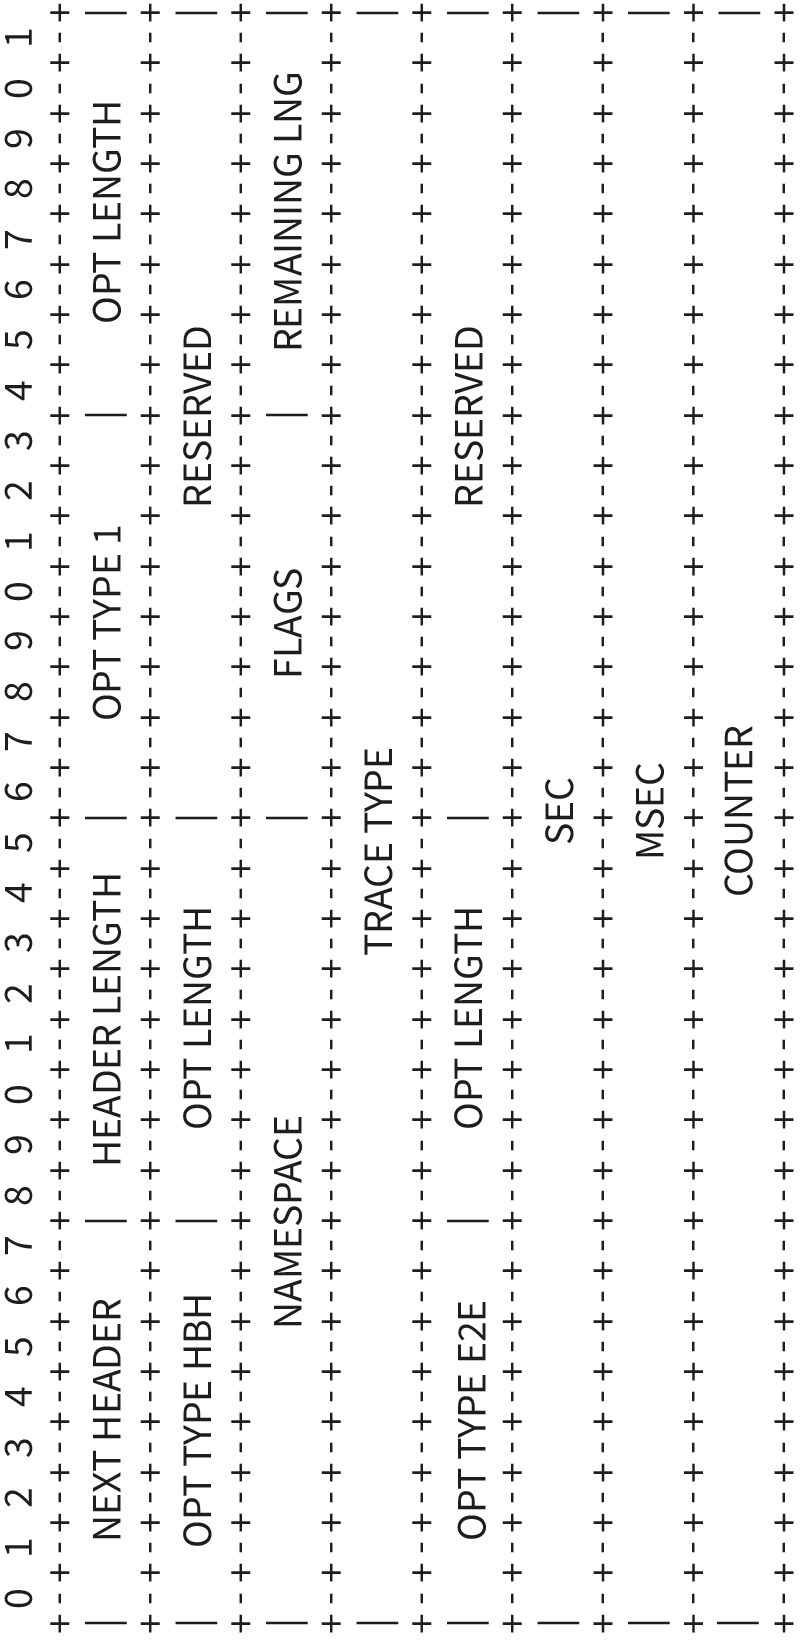 0 1 2 3 4 5 6 7 8 9 0 1 2 3 4 5 6 7 8 9 0 1 2 3 4 5 6 7 8 9 0 1
+-+-+-+-+-+-+-+-+-+-+-+-+-+-+-+-+-+-+-+-+-+-+-+-+-+-+-+-+-+-+-+-+
| NEXT HEADER | HEADER LENGTH | OPT TYPE 1 | OPT LENGTH |
+-+-+-+-+-+-+-+-+-+-+-+-+-+-+-+-+-+-+-+-+-+-+-+-+-+-+-+-+-+-+-+-+
| OPT TYPE HBH | OPT LENGTH | RESERVED |
+-+-+-+-+-+-+-+-+-+-+-+-+-+-+-+-+-+-+-+-+-+-+-+-+-+-+-+-+-+-+-+-+
| NAMESPACE | FLAGS | REMAINING LNG |
+-+-+-+-+-+-+-+-+-+-+-+-+-+-+-+-+-+-+-+-+-+-+-+-+-+-+-+-+-+-+-+-+
| TRACE TYPE |
+-+-+-+-+-+-+-+-+-+-+-+-+-+-+-+-+-+-+-+-+-+-+-+-+-+-+-+-+-+-+-+-+
| OPT TYPE E2E | OPT LENGTH | RESERVED |
+-+-+-+-+-+-+-+-+-+-+-+-+-+-+-+-+-+-+-+-+-+-+-+-+-+-+-+-+-+-+-+-+
| SEC |
+-+-+-+-+-+-+-+-+-+-+-+-+-+-+-+-+-+-+-+-+-+-+-+-+-+-+-+-+-+-+-+-+
| MSEC |
+-+-+-+-+-+-+-+-+-+-+-+-+-+-+-+-+-+-+-+-+-+-+-+-+-+-+-+-+-+-+-+-+
| COUNTER |
+-+-+-+-+-+-+-+-+-+-+-+-+-+-+-+-+-+-+-+-+-+-+-+-+-+-+-+-+-+-+-+-+